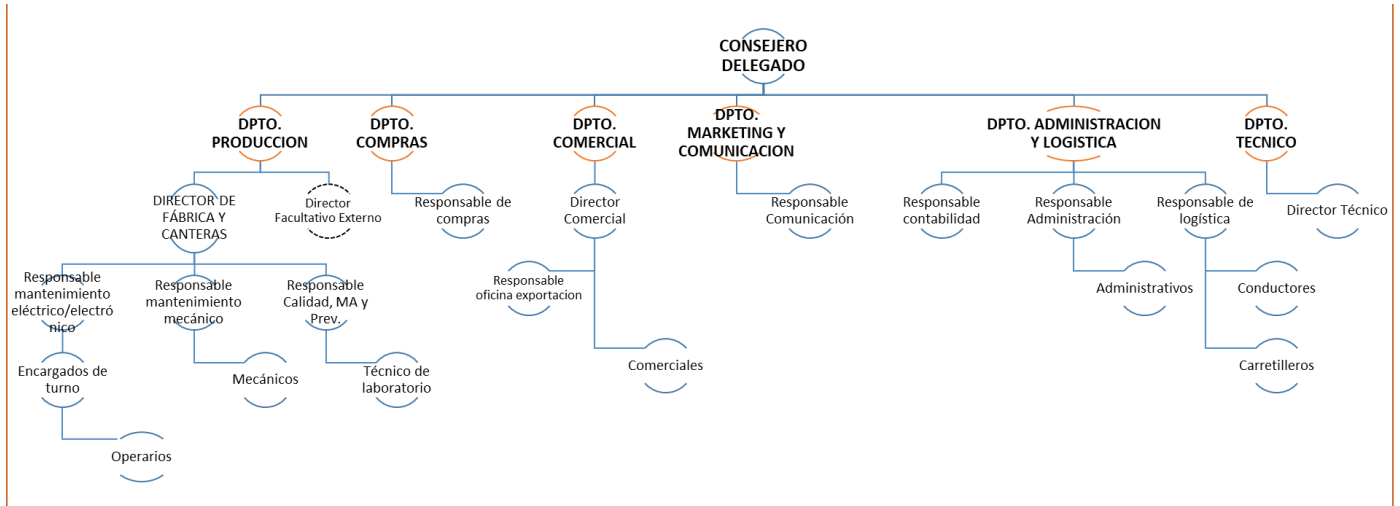 CONSEJERO
DELEGADO
DPTO.
PRODUCCION
DPTO.
COMPRAS
DPTO.
COMERCIAL
DPTO.
MARKETING Y
COMUNICACION
DPTO. ADMINISTRACION
Y LOGISTICA
DPTO.
TECNICO
DIRECTOR DE
FÁBRICA Y
CANTERAS
Director
Facultativo Externo
Responsable de
compras
Director
Comercial
Responsable
Comunicación
Responsable
contabilidad
Responsable
Administración
Responsable de
logística
Director Técnico
Responsable
mantenimiento
eléctrico/electró
nico
Responsable
mantenimiento
mecánico
Responsable
Calidad, MA y
Prev.
Responsable
oficina exportacion
Administrativos
Conductores
Encargados de
turno
Mecánicos
Técnico de
laboratorio
Comerciales
Carretilleros
Operarios